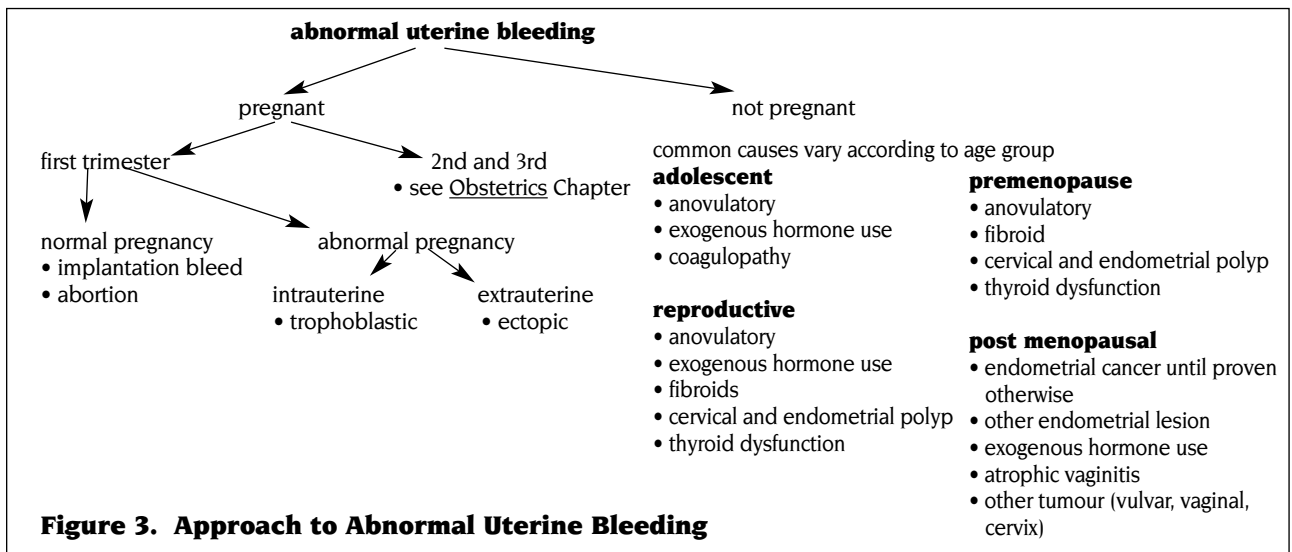 abnormal uterine bleeding
pregnant
not pregnant
first trimester
2nd and 3rd
• see Obstetrics Chapter
normal pregnancy
• implantation bleed
• abortion
abnormal pregnancy
intrauterine
• trophoblastic
extrauterine
• ectopic
common causes vary according to age group
adolescent
• anovulatory
• exogenous hormone use
• coagulopathy
reproductive
• anovulatory
• exogenous hormone use
• fibroids
• cervical and endometrial polyp
• thyroid dysfunction
premenopause
• anovulatory
• fibroid
• cervical and endometrial polyp
• thyroid dysfunction
post menopausal
• endometrial cancer until proven
otherwise
• other endometrial lesion
• exogenous hormone use
• atrophic vaginitis
• other tumour (vulvar, vaginal,
cervix)
Figure 3. Approach to Abnormal Uterine Bleeding